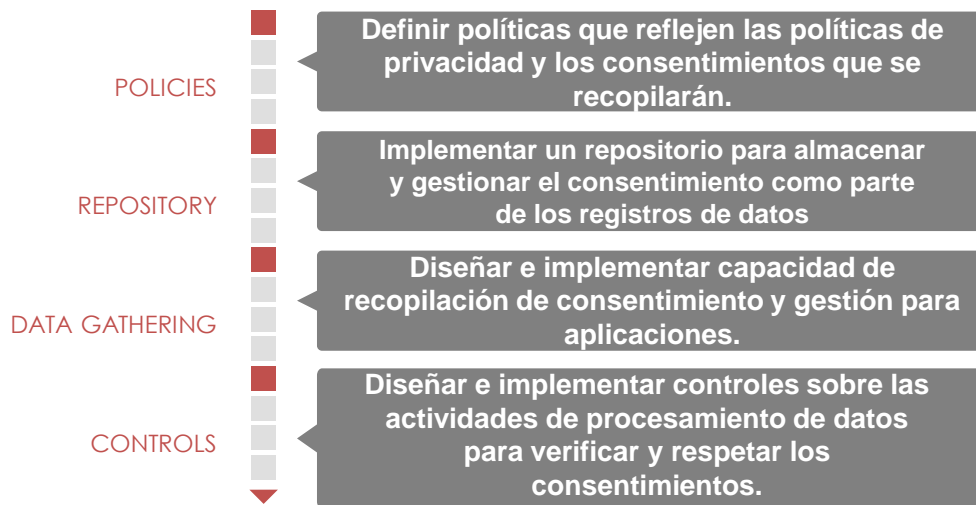 POLICIES
Definir políticas que reflejen las políticas de
privacidad y los consentimientos que se
recopilarán.
REPOSITORY
Implementar un repositorio para almacenar
y gestionar el consentimiento como parte
de los registros de datos
DATA GATHERING
Diseñar e implementar capacidad de
recopilación de consentimiento y gestión para
aplicaciones.
CONTROLS
Diseñar e implementar controles sobre las
actividades de procesamiento de datos
para verificar y respetar los
consentimientos.